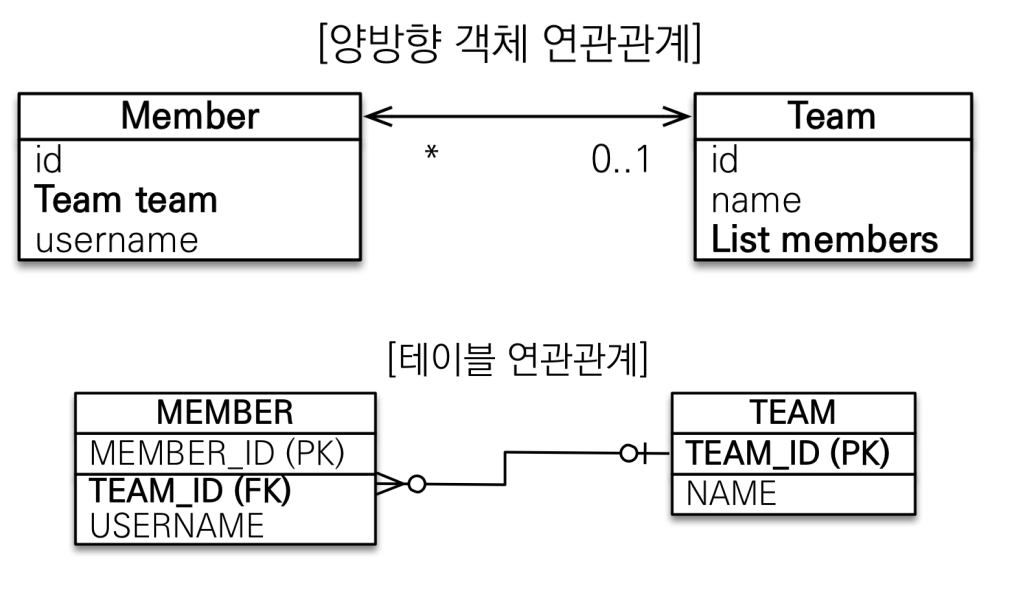 [양방향 객체 연관관계]
Member
id
Team team
username
*
0..1
Team
id
name
List members
[테이블 연관관계]
MEMBER
MEMBER_ID (PK)
TEAM_ID (FK)
USERNAME
TEAM
TEAM_ID (PK)
NAME